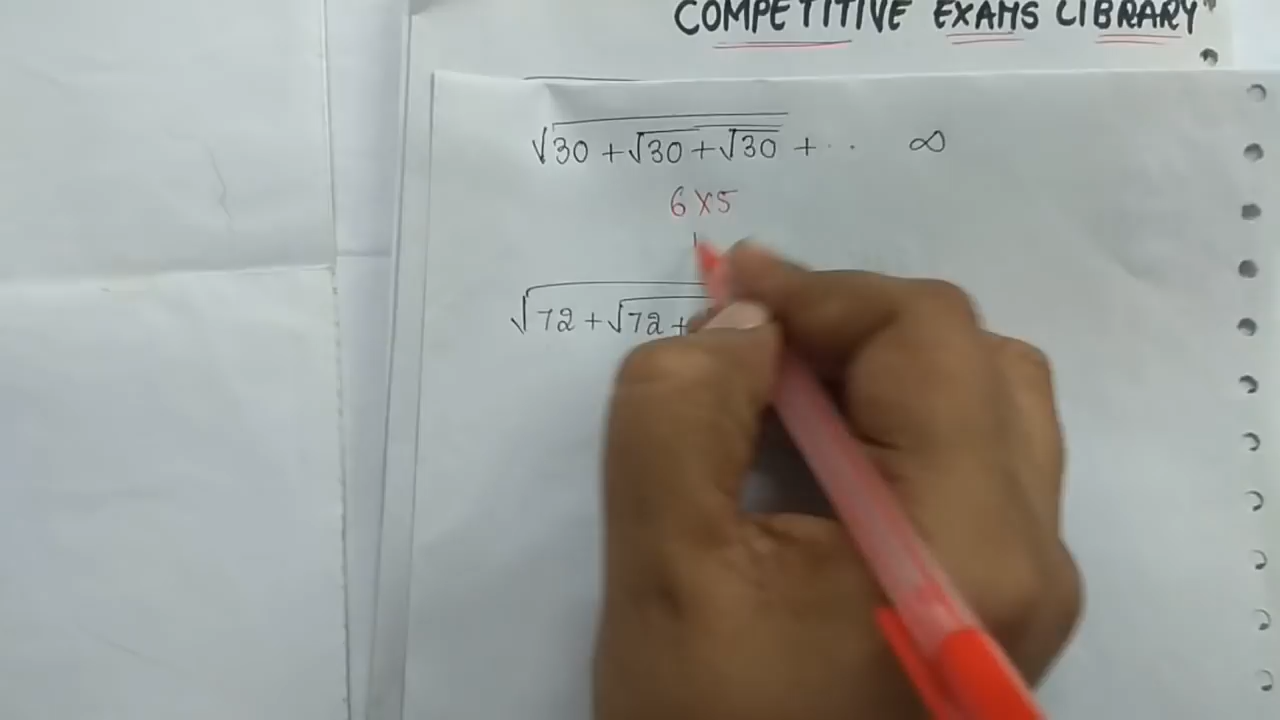 COMPETITIVE EXAMS LIBRARY"
√30 + √30 + √30 + ·· ∞
6 × 5
√72 + √72 +